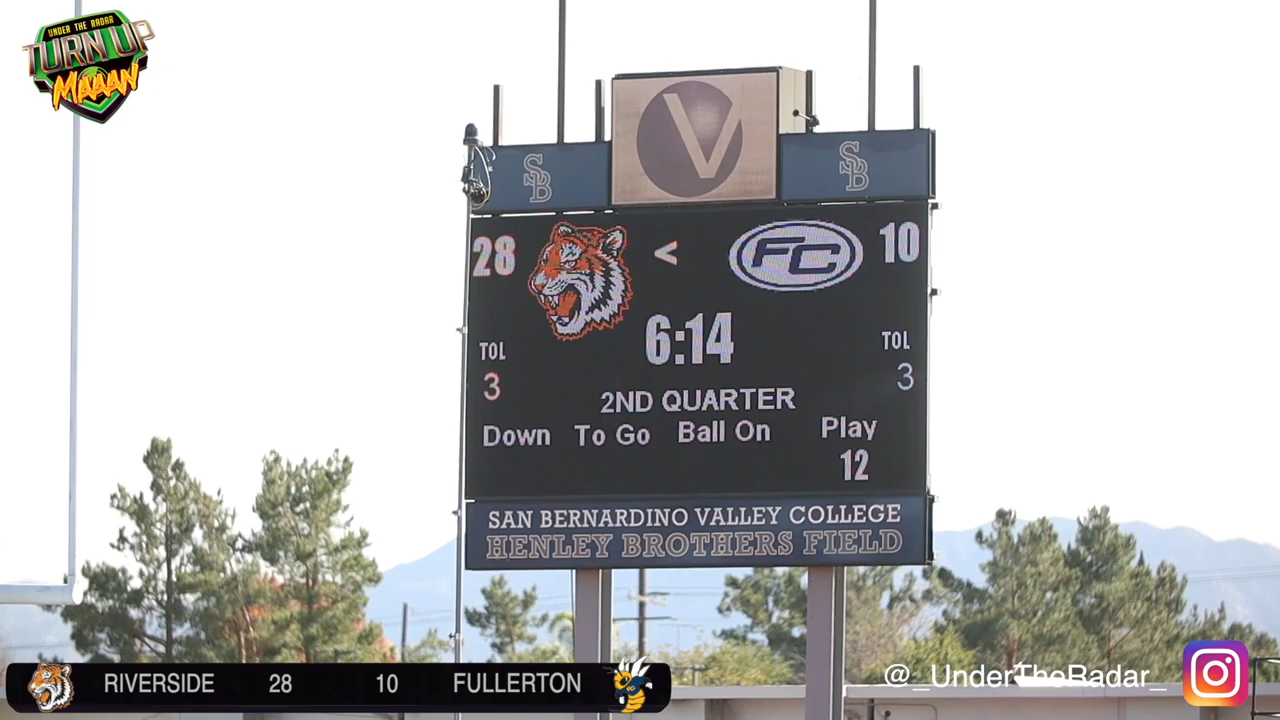 UNDER THE RADAR
TURN UP
MAAAN
V
SB
SB
28
<
FC
10
6:14
TOL
TOL
3
3
2ND QUARTER
Down To Go Ball On Play
12
SAN BERNARDINO VALLEY COLLEGE
HENLEY BROTHERS FIELD
RIVERSIDE 28 10 FULLERTON
@_UnderTheRadar_